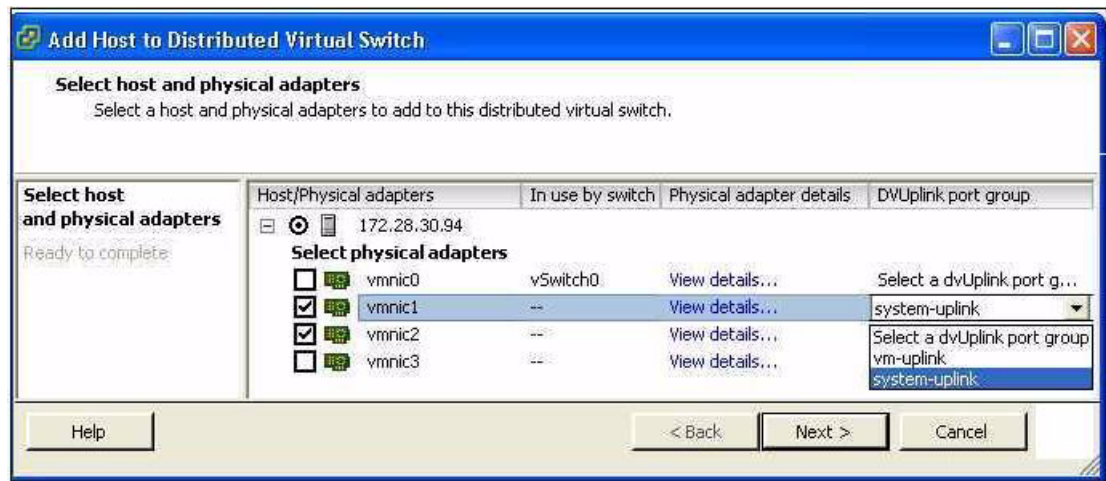 Add Host to Distributed Virtual Switch
Select host and physical adapters
Select a host and physical adapters to add to this distributed virtual switch.
Select host
and physical adapters
Ready to complete
Host/Physical adapters In use by switch Physical adapter details DVUplink port group
172.28.30.94
Select physical adapters
vmnic0 vSwitch0 View details... Select a dvUplink port g...
vmnic1 -- View details... system-uplink
vmnic2 -- View details...
vmnic3 -- View details...
Select a dvUplink port group
vm-uplink
system-uplink
Help < Back Next > Cancel